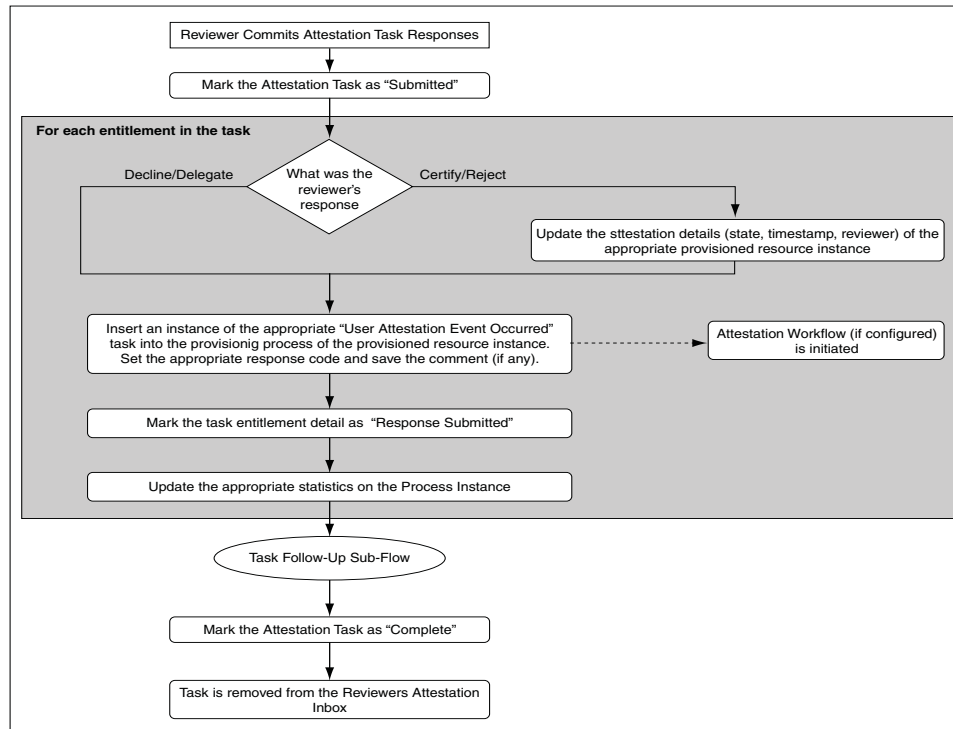 Reviewer Commits Attestation Task Responses
Mark the Attestation Task as “Submitted”
For each entitlement in the task
Decline/Delegate
What was the
reviewer's
response
Certify/Reject
Update the sttestation details (state, timestamp, reviewer) of the
appropriate provisioned resource instance
Insert an instance of the appropriate “User Attestation Event Occurred”
task into the provisionig process of the provisioned resource instance.
Set the appropriate response code and save the comment (if any).
Attestation Workflow (if configured)
is initiated
Mark the task entitlement detail as “Response Submitted”
Update the appropriate statistics on the Process Instance
Task Follow-Up Sub-Flow
Mark the Attestation Task as “Complete”
Task is removed from the Reviewers Attestation
Inbox